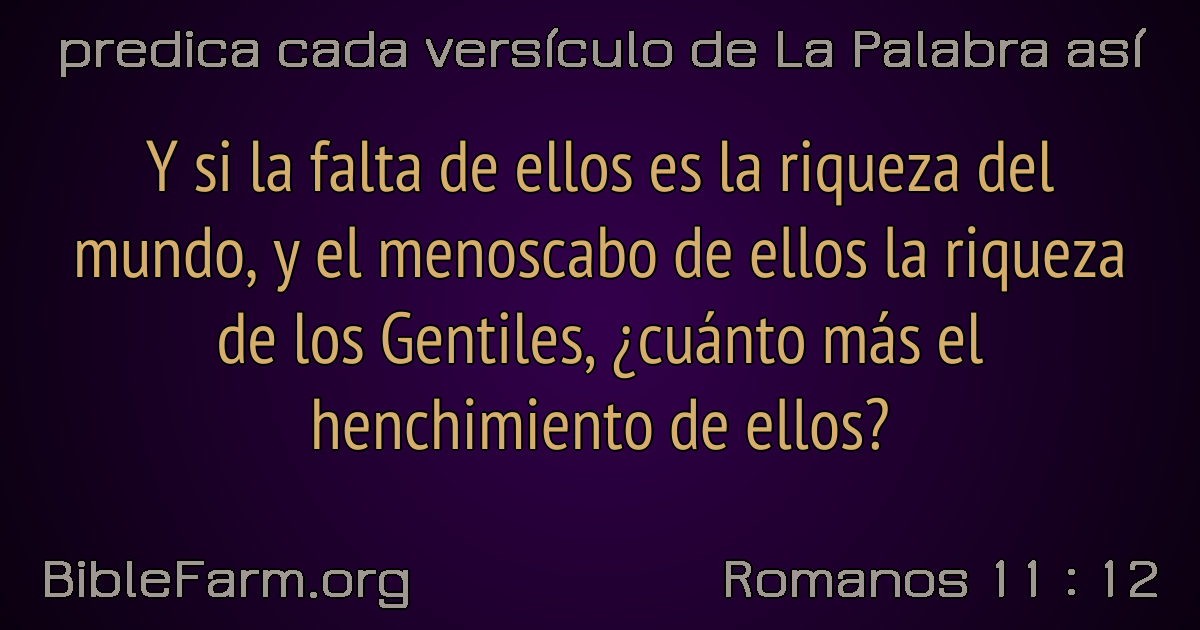 predica cada versículo de La Palabra así
Y si la falta de ellos es la riqueza del
mundo, y el menoscabo de ellos la riqueza
de los Gentiles, ¿cuánto más el
henchimiento de ellos?
BibleFarm.org
Romanos 11 : 12